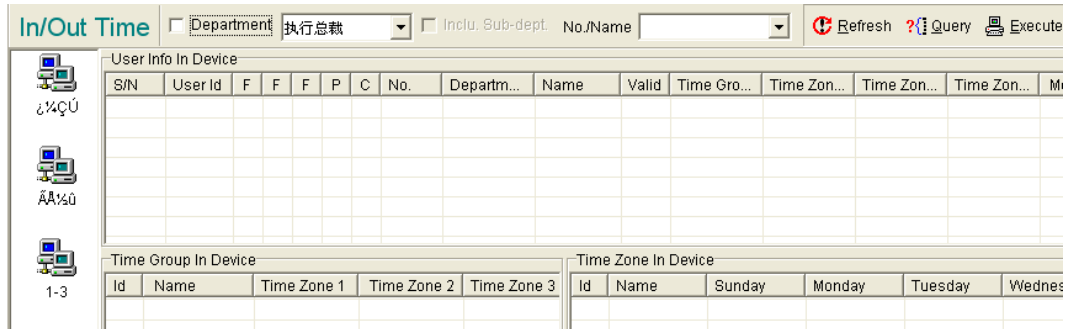 In/Out Time Department 执行总裁 Inclu. Sub-dept. No./Name Refresh ?{} Query Execute
User Info In Device
S/N User Id F F F P C No. Departm... Name Valid Time Gro... Time Zon... Time Zon... Time Zon... M
¿¼ÇÚ
ÃÅ½û
1-3
Time Group In Device Time Zone In Device
Id Name Time Zone 1 Time Zone 2 Time Zone 3 Id Name Sunday Monday Tuesday Wednes